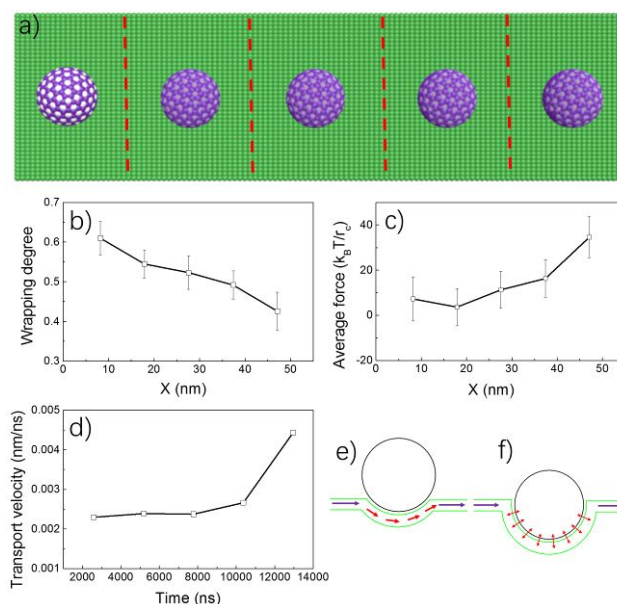 a)
b)
Wrapping degree
0.7
0.6
0.5
0.4
0.3
0 10 20 30 40 50
X (nm)
c)
Average force (k_BT/r_c)
40
20
0
-20
0 10 20 30 40 50
X (nm)
d)
Transport velocity (nm/ns)
0.005
0.004
0.003
0.002
0.001
2000 4000 6000 8000 10000 12000 14000
Time (ns)
e)
f)